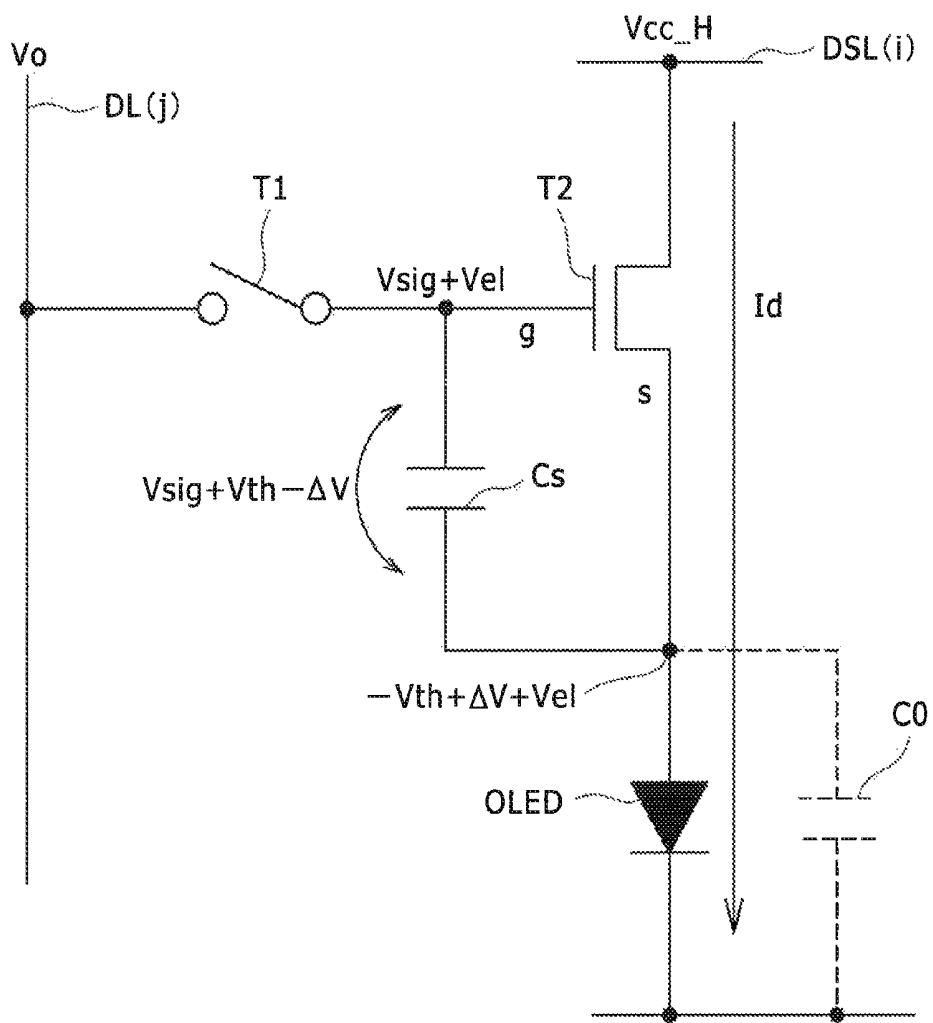 Vcc_H
DSL(i)
Vo
DL(j)
T1
T2
Vsig+Vel
g
Id
s
Vsig+Vth−ΔV
Cs
−Vth+ΔV+Vel
C0
OLED